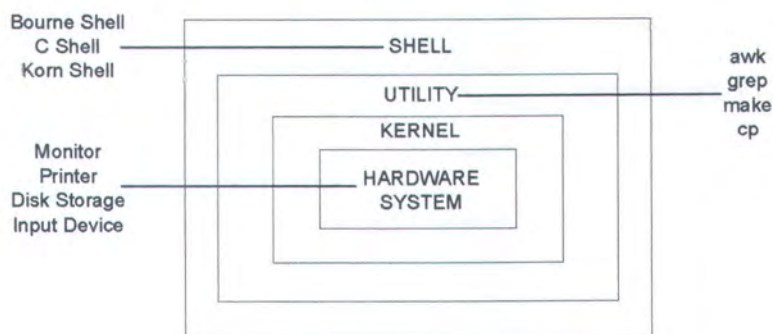 Bourne Shell
C Shell
Korn Shell
SHELL
UTILITY
awk
grep
make
cp
KERNEL
Monitor
Printer
Disk Storage
Input Device
HARDWARE
SYSTEM